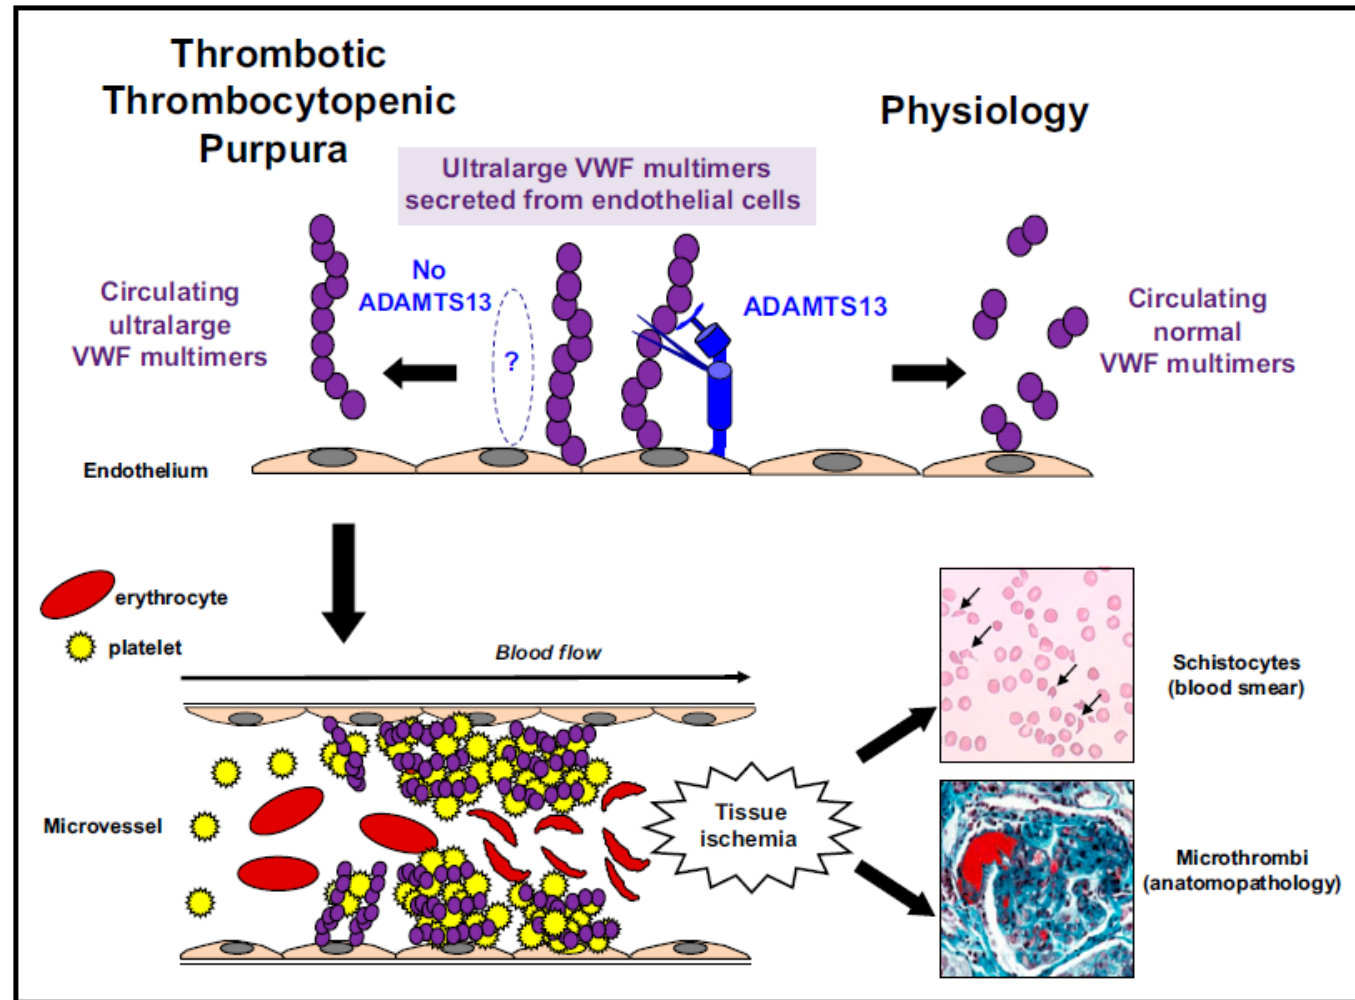 Thrombotic
Thrombocytopenic
Purpura
Physiology
Ultralarge VWF multimers
secreted from endothelial cells
No
ADAMTS13
ADAMTS13
Circulating
ultralarge
VWF multimers
?
Circulating
normal
VWF multimers
Endothelium
erythrocyte
platelet
Blood flow
Schistocytes
(blood smear)
Microvessel
Tissue
ischemia
Microthrombi
(anatomopathology)